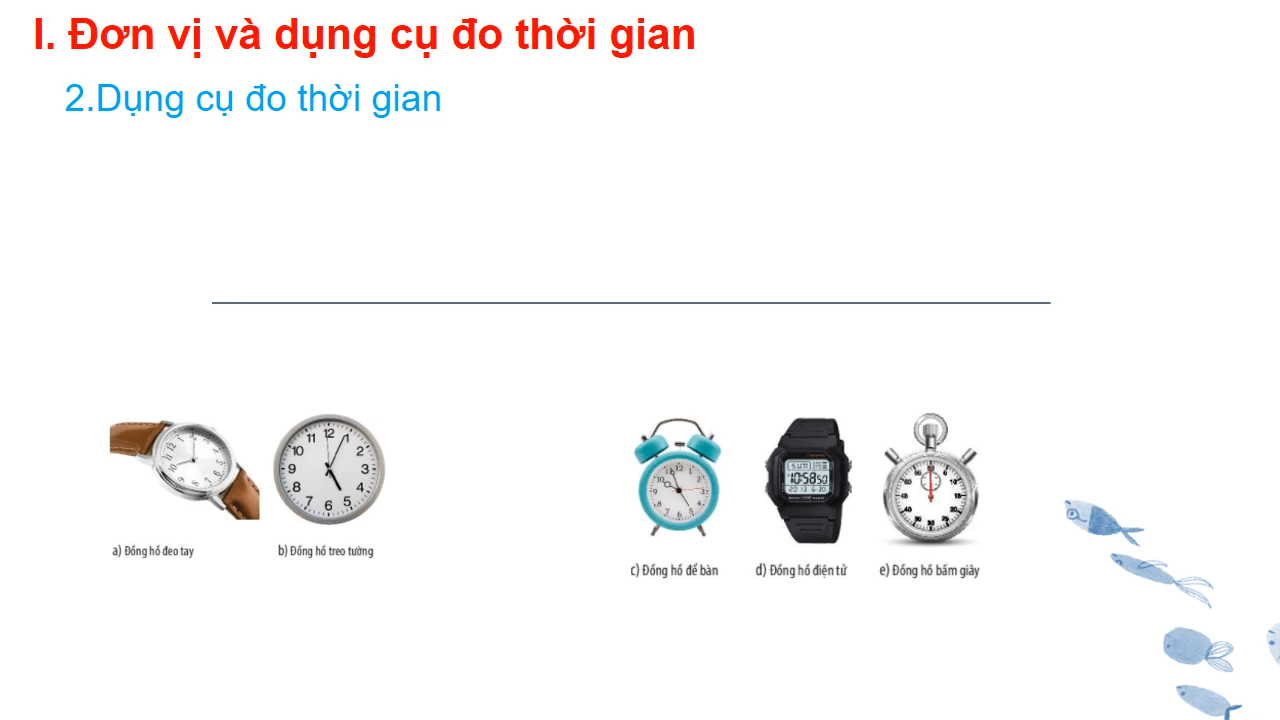 I. Đơn vị và dụng cụ đo thời gian
2.Dụng cụ đo thời gian
a) Đồng hồ đeo tay
b) Đồng hồ treo tường
c) Đồng hồ để bàn
d) Đồng hồ điện tử
e) Đồng hồ bấm giây